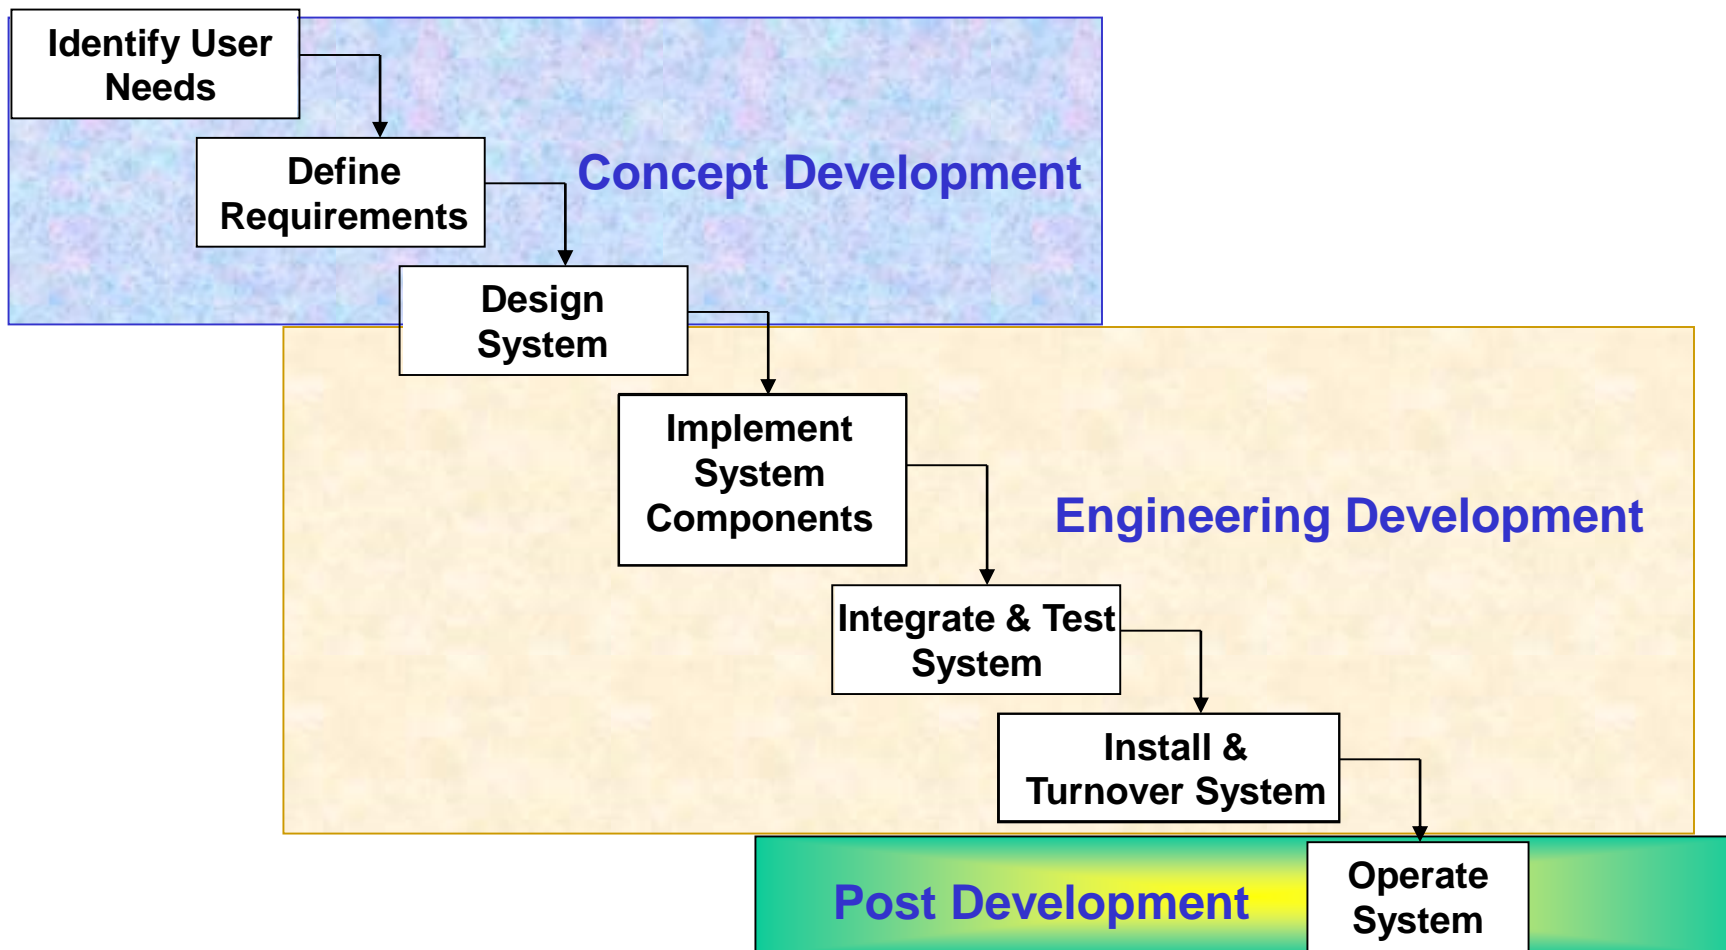 Identify User
Needs
Define
Requirements
Concept Development
Design
System
Implement
System
Components
Engineering Development
Integrate & Test
System
Install &
Turnover System
Post Development
Operate
System